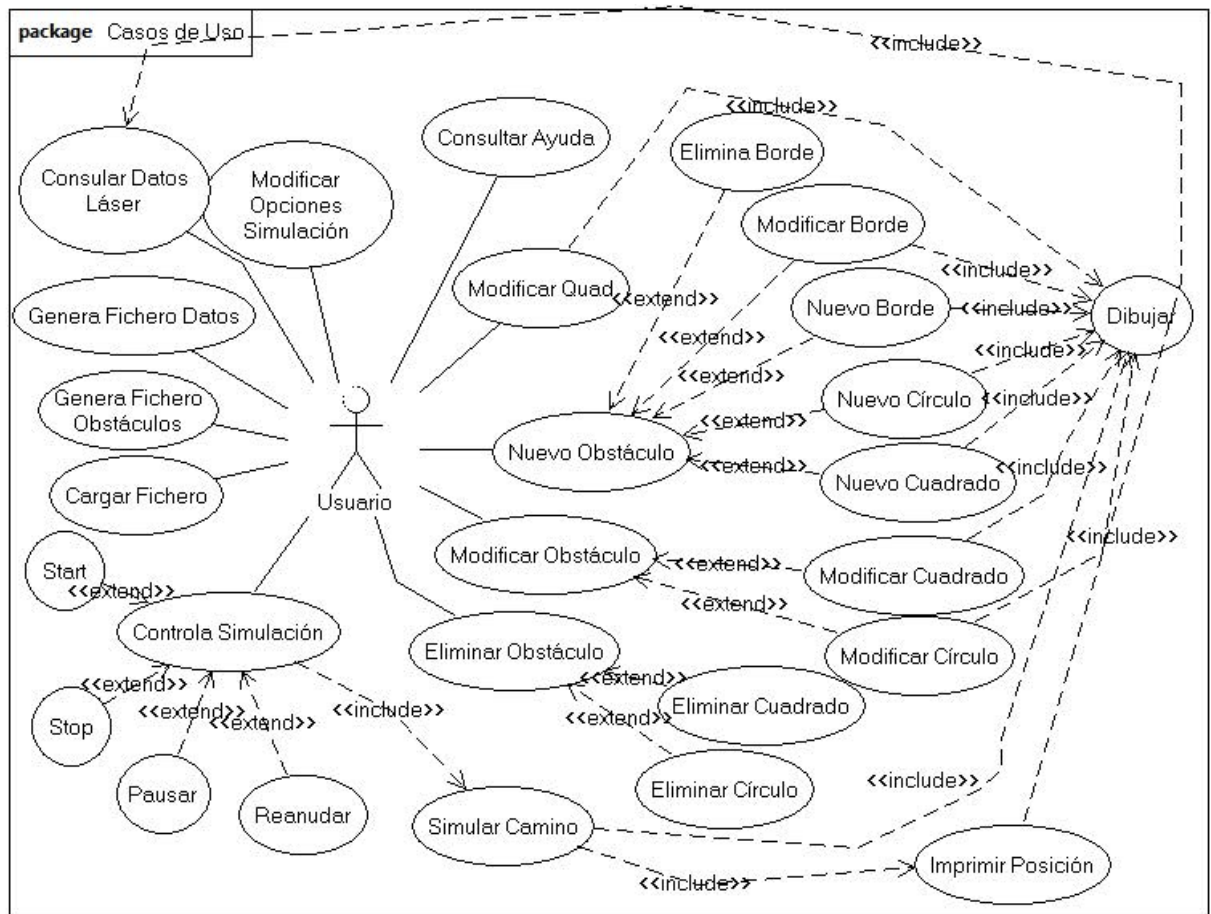 package Casos de Uso
<<include>>
<<include>>
Consultar Ayuda
Elimina Borde
Consular Datos
Láser
Modificar
Opciones
Simulación
Modificar Borde
<<include>>
Modificar Quad
<<extend>>
Nuevo Borde
<<include>>
Dibujar
Genera Fichero Datos
<<extend>>
<<include>>
<<extend>>
Nuevo Círculo
<<include>>
Genera Fichero
Obstáculos
<<extend>>
Nuevo Obstáculo
<<extend>>
<<include>>
Nuevo Cuadrado
Cargar Fichero
Usuario
<<include>>
Modificar Obstáculo
<<extend>>
Modificar Cuadrado
Start
<<extend>>
<<extend>>
Controla Simulación
Eliminar Obstáculo
Modificar Círculo
<<extend>>
<<extend>>
Eliminar Cuadrado
<<extend>>
<<extend>>
<<include>>
<<extend>>
Stop
<<include>>
Pausar
Eliminar Círculo
Reanudar
Simular Camino
Imprimir Posición
<<include>>